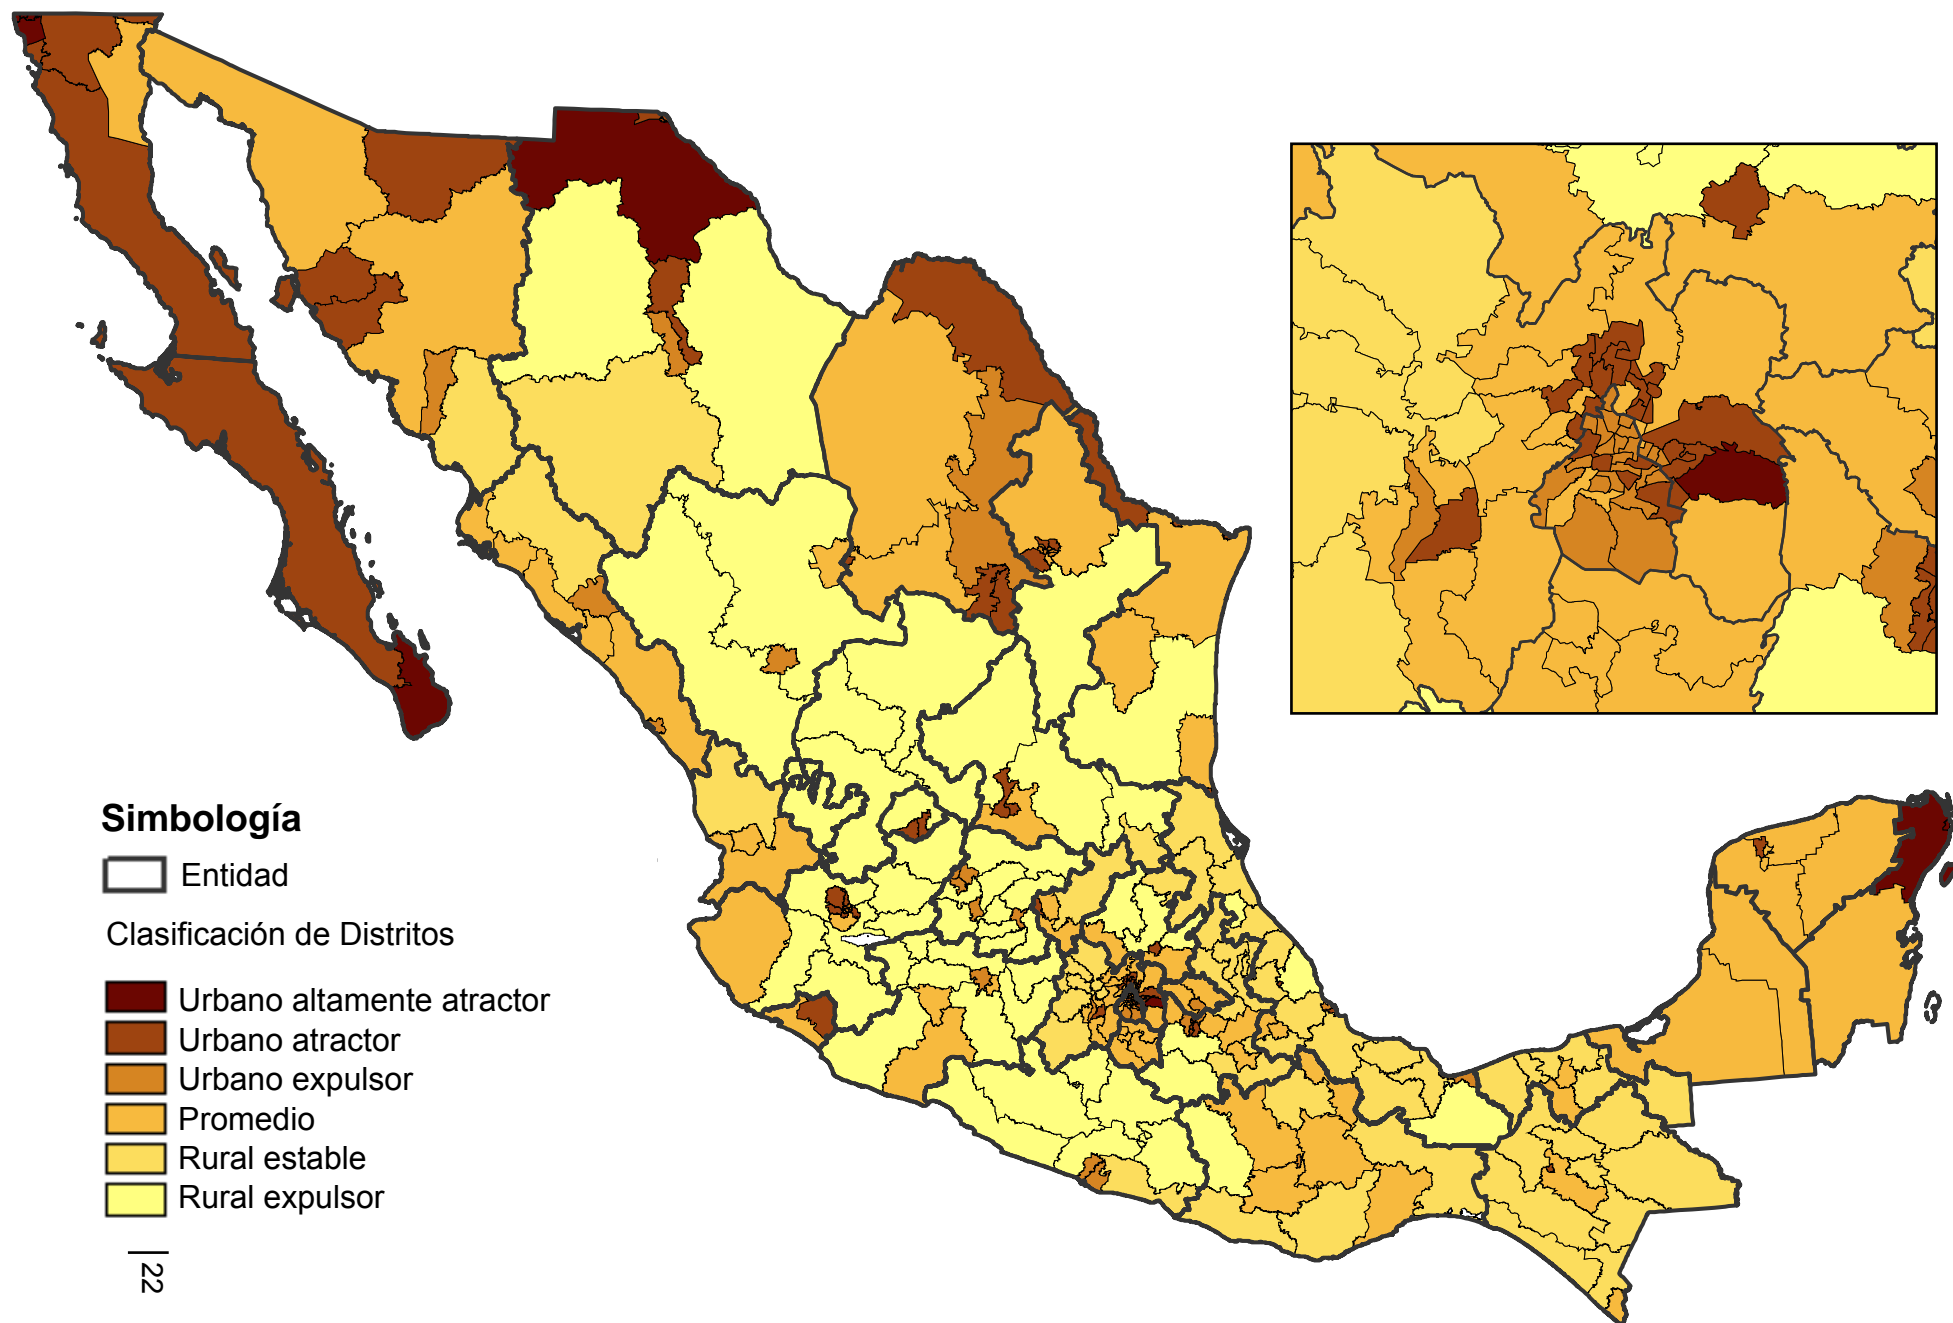 Simbología
Entidad
Clasificación de Distritos
Urbano altamente atractor
Urbano atractor
Urbano expulsor
Promedio
Rural estable
Rural expulsor
22